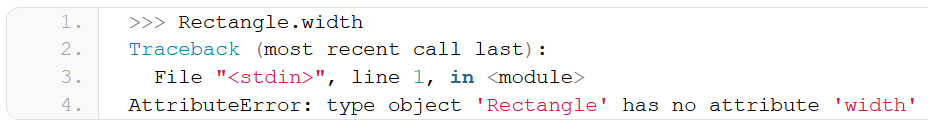 1. >>> Rectangle.width
2. Traceback (most recent call last):
3.   File "<stdin>", line 1, in <module>
4. AttributeError: type object 'Rectangle' has no attribute 'width'